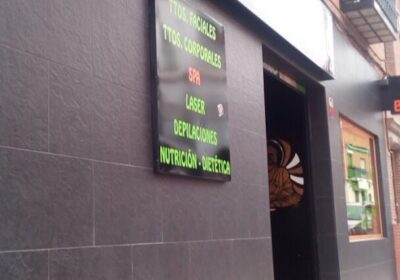 TTOS. FACIALES
TTOS. CORPORALES
SPA
LASER
DEPILACIONES
NUTRICIÓN - DIETÉTICA